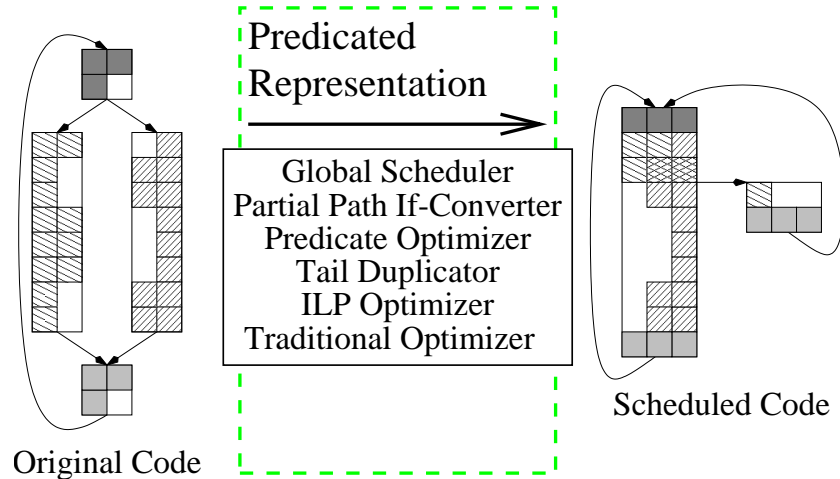 Predicated
Representation
Global Scheduler
Partial Path If-Converter
Predicate Optimizer
Tail Duplicator
ILP Optimizer
Traditional Optimizer
Original Code
Scheduled Code